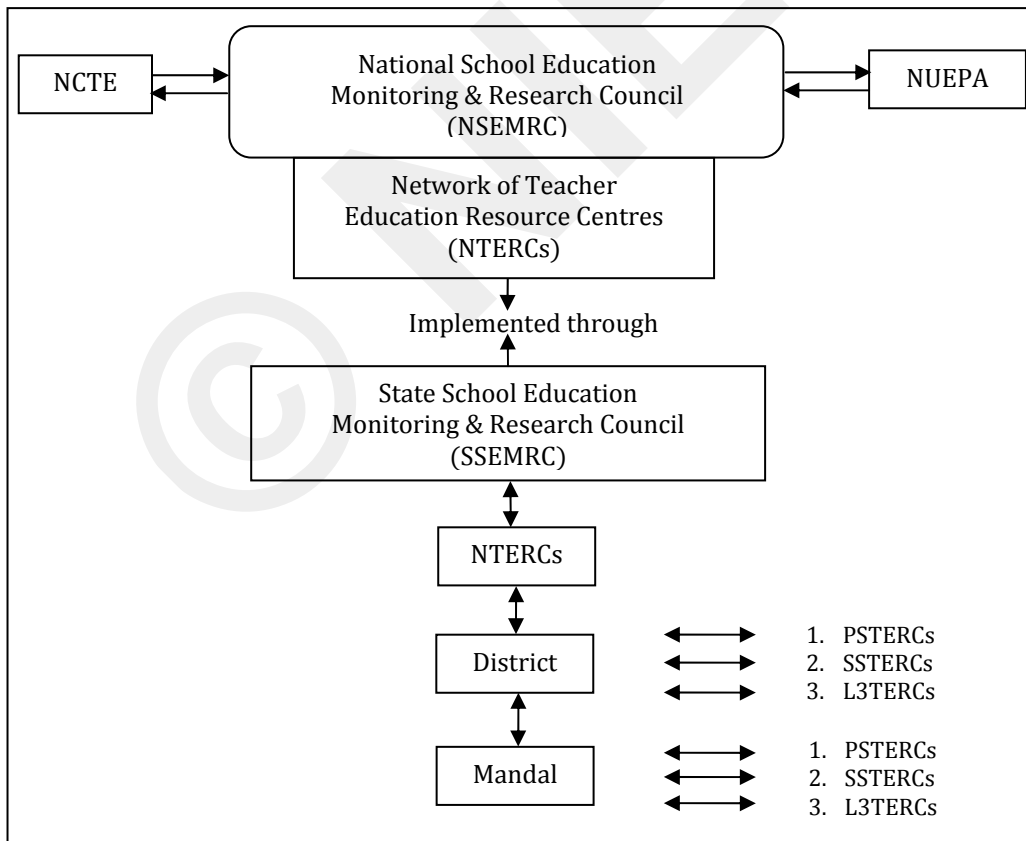 NCTE
National School Education
Monitoring & Research Council
(NSEMRC)
NUEPA
Network of Teacher
Education Resource Centres
(NTERCs)
Implemented through
State School Education
Monitoring & Research Council
(SSEMRC)
NTERCs
District
1. PSTERCs
2. SSTERCs
3. L3TERCs
Mandal
1. PSTERCs
2. SSTERCs
3. L3TERCs